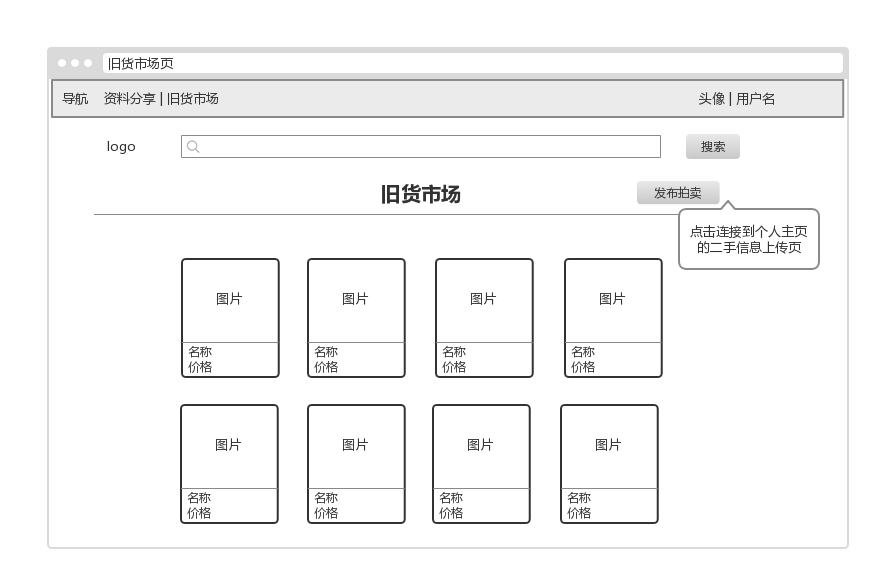 旧货市场页
导航 资料分享 | 旧货市场 头像 | 用户名
logo 搜索
旧货市场 发布拍卖
点击连接到个人主页
的二手信息上传页
图片 图片 图片 图片
名称 名称 名称 名称
价格 价格 价格 价格
图片 图片 图片 图片
名称 名称 名称 名称
价格 价格 价格 价格